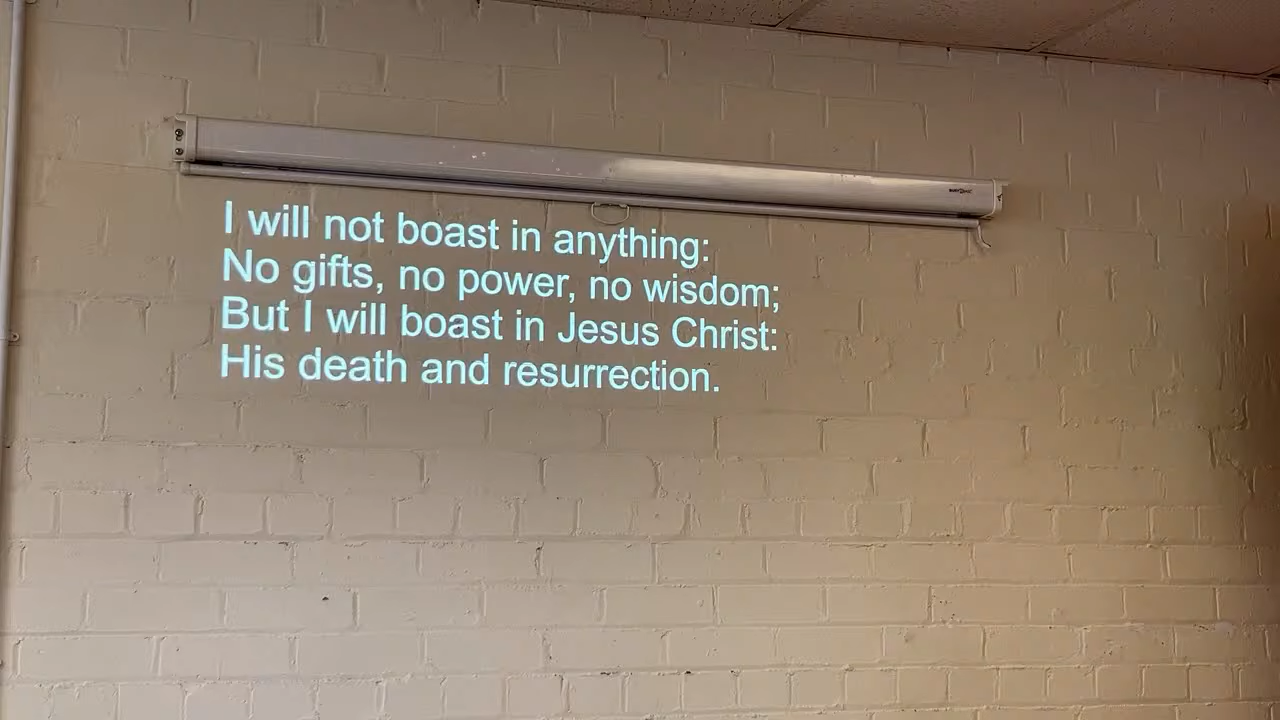 I will not boast in anything:
No gifts, no power, no wisdom;
But I will boast in Jesus Christ:
His death and resurrection.